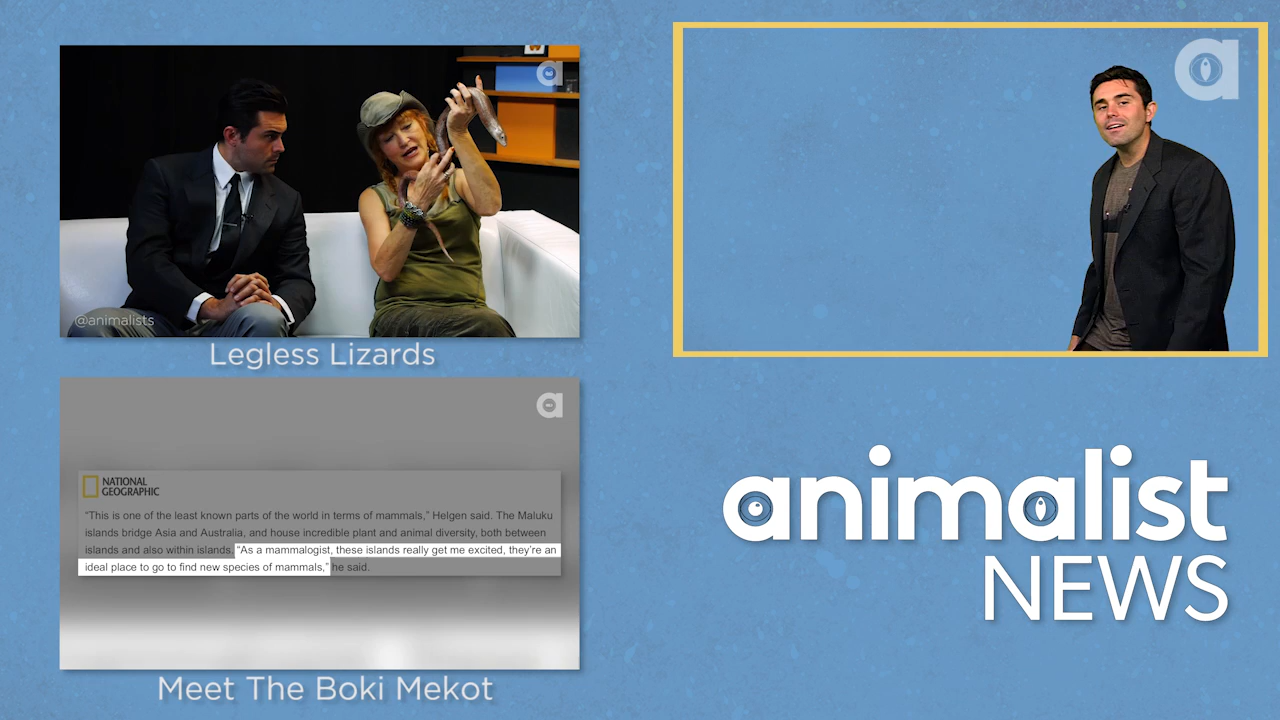 @animalists
Legless Lizards
NATIONAL
GEOGRAPHIC
“This is one of the least known parts of the world in terms of mammals,” Helgen said. The Maluku
islands bridge Asia and Australia, and house incredible plant and animal diversity, both between
islands and also within islands. “As a mammalogist, these islands really get me excited, they’re an
ideal place to go to find new species of mammals,” he said.
Meet The Boki Mekot
a
a
a
animalist
NEWS